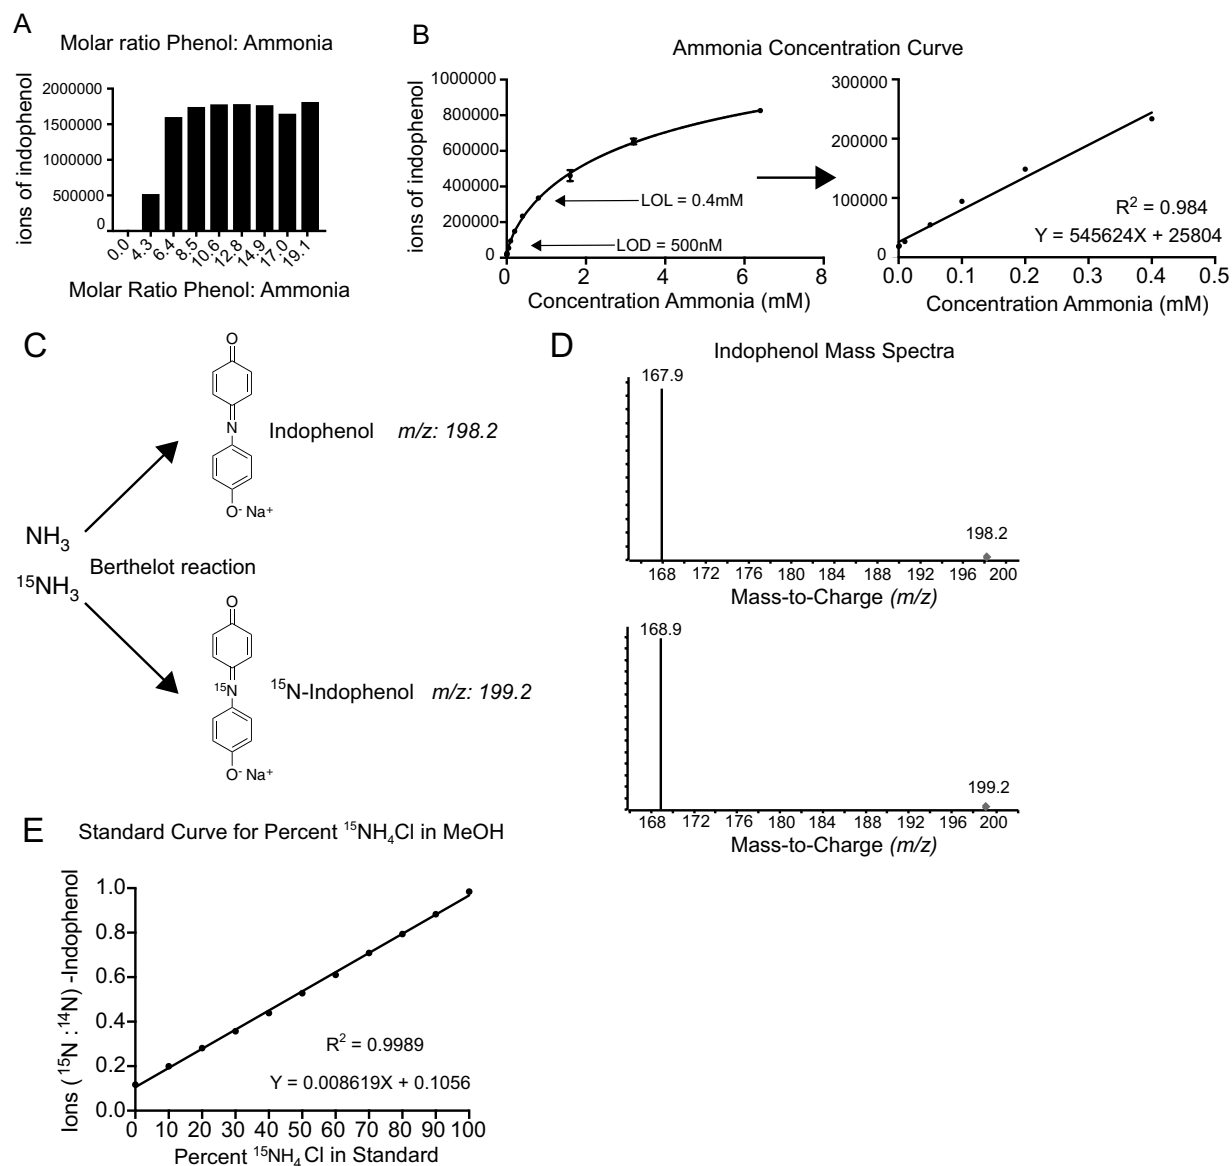 A
Molar ratio Phenol: Ammonia
ions of indophenol
2000000
1500000
1000000
500000
0
0.0
4.3
6.4
8.5
10.6
12.8
14.9
17.0
19.1
Molar Ratio Phenol: Ammonia
B
Ammonia Concentration Curve
ions of indophenol
1000000
800000
600000
400000
200000
0
LOL = 0.4mM
LOD = 500nM
0 2 4 6 8
Concentration Ammonia (mM)
300000
200000
100000
0
R² = 0.984
Y = 545624X + 25804
0.0 0.1 0.2 0.3 0.4 0.5
Concentration Ammonia (mM)
C
O
N
O⁻ Na⁺
Indophenol m/z: 198.2
NH₃
Berthelot reaction
¹⁵NH₃
O
¹⁵N
O⁻ Na⁺
¹⁵N-Indophenol m/z: 199.2
D
Indophenol Mass Spectra
167.9
198.2
168 172 176 180 184 188 192 196 200
Mass-to-Charge (m/z)
168.9
199.2
168 172 176 180 184 188 192 196 200
Mass-to-Charge (m/z)
E
Standard Curve for Percent ¹⁵NH₄Cl in MeOH
Ions (¹⁵N :¹⁴N) -Indophenol
1.0
0.8
0.6
0.4
0.2
0.0
R² = 0.9989
Y = 0.008619X + 0.1056
0 10 20 30 40 50 60 70 80 90 100
Percent ¹⁵NH₄Cl in Standard